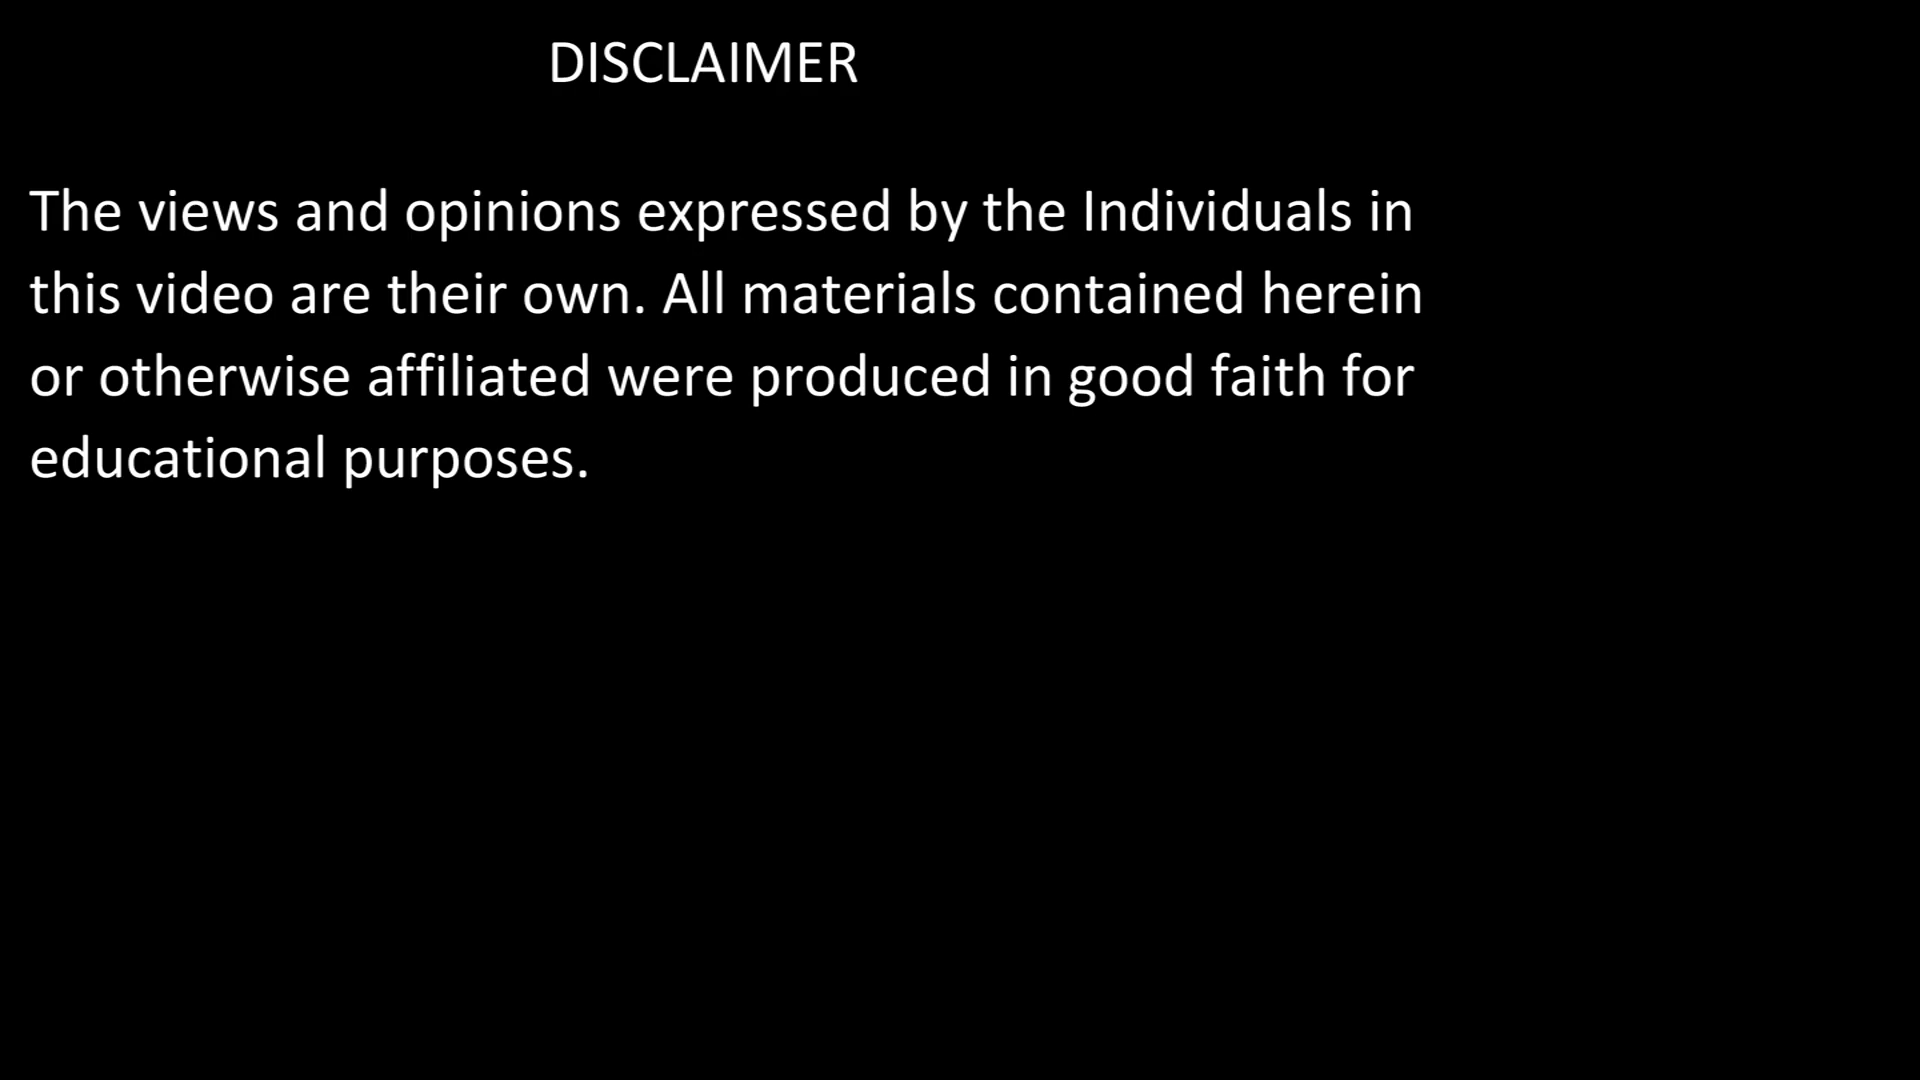 DISCLAIMER
The views and opinions expressed by the Individuals in
this video are their own. All materials contained herein
or otherwise affiliated were produced in good faith for
educational purposes.